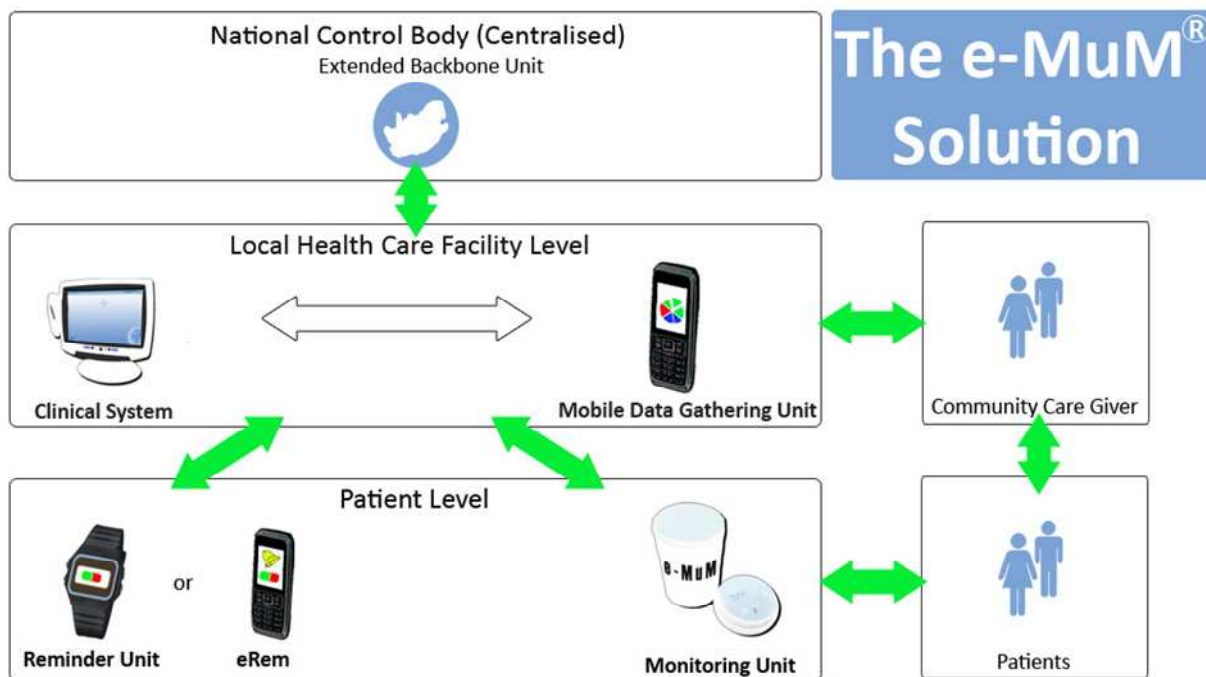 National Control Body (Centralised)
Extended Backbone Unit
The e-MuM®
Solution
Local Health Care Facility Level
Clinical System
Mobile Data Gathering Unit
Community Care Giver
Patient Level
e-MuM
or
Reminder Unit
eRem
Monitoring Unit
Patients